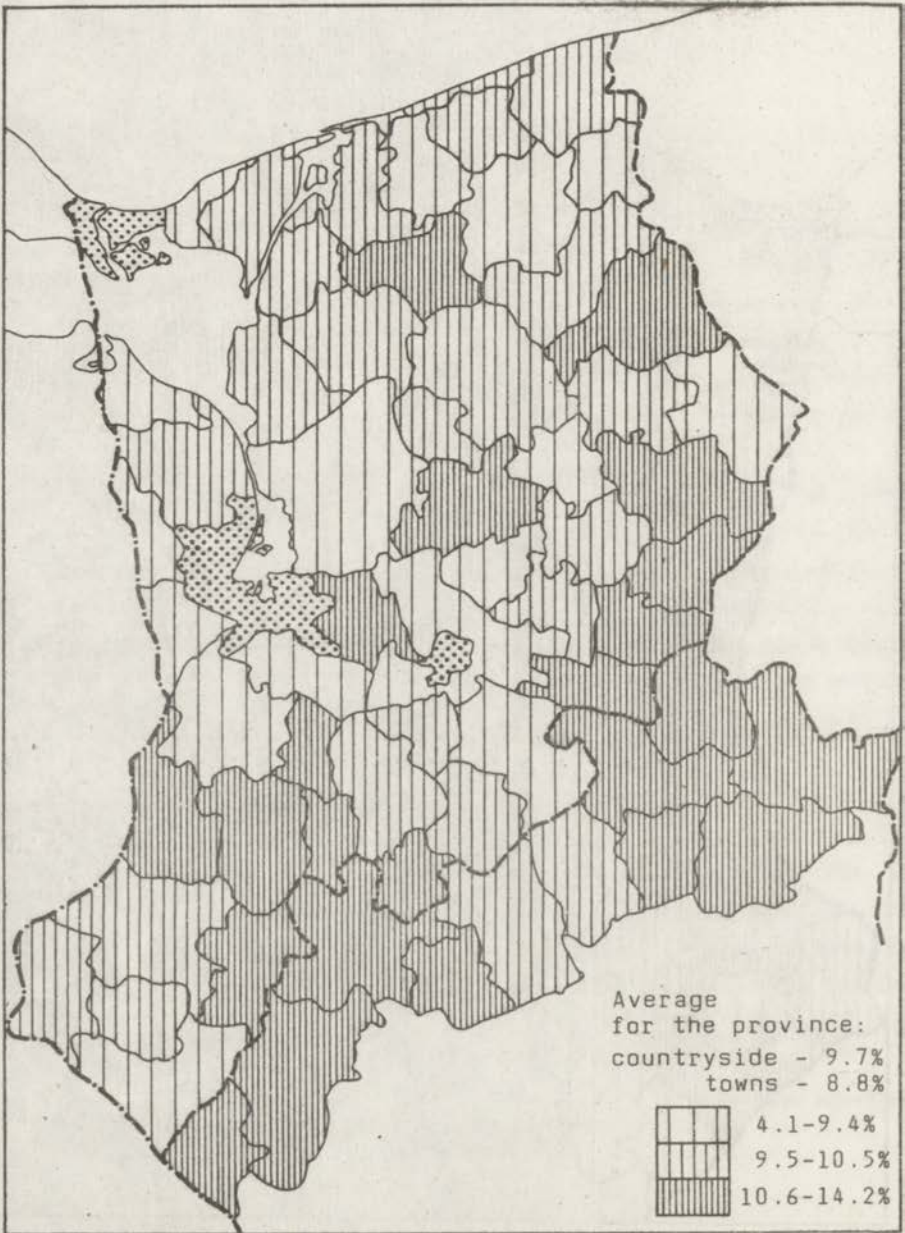 Average
for the province:
countryside - 9.7%
towns - 8.8%
4.1-9.4%
9.5-10.5%
10.6-14.2%